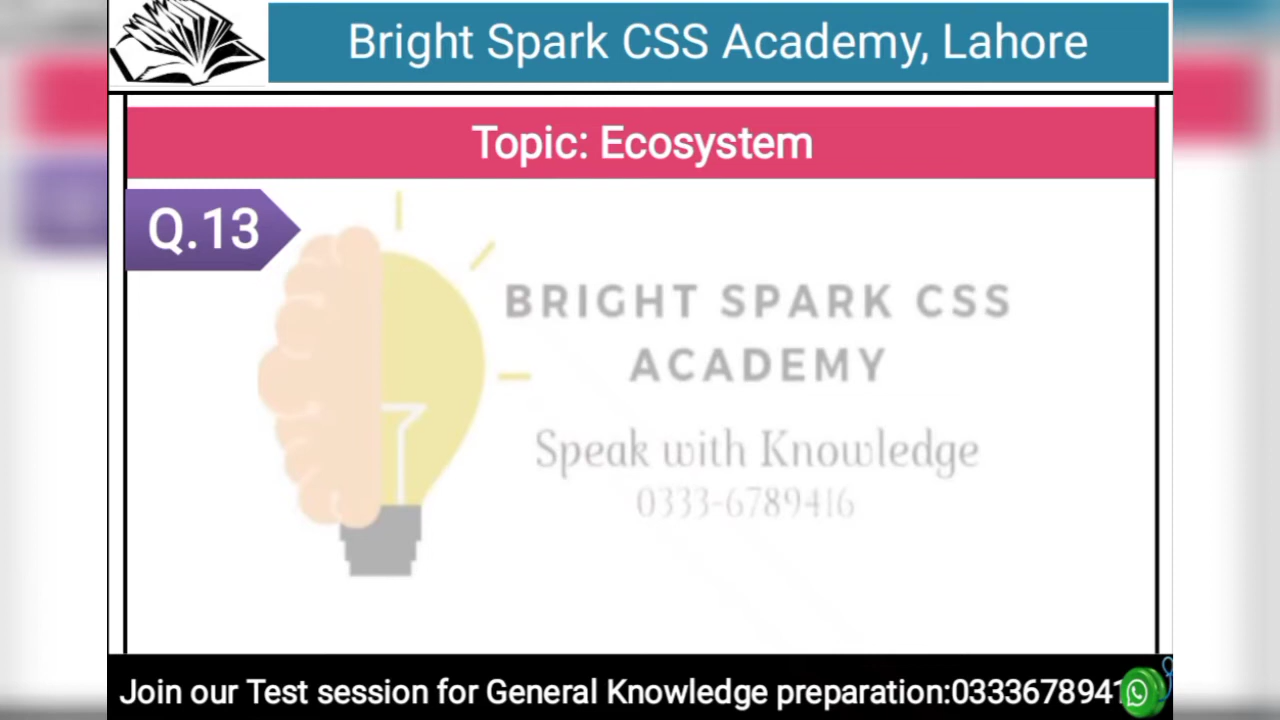 Bright Spark CSS Academy, Lahore
Topic: Ecosystem
Q.13
BRIGHT SPARK CSS
ACADEMY
Speak with Knowledge
0333-6789416
Join our Test session for General Knowledge preparation:0333678941